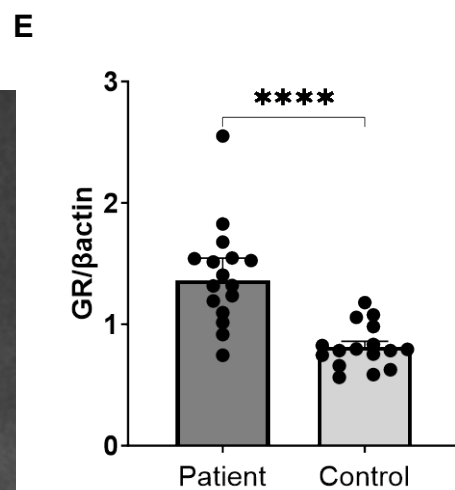 E
3
****
2
GR/βactin
1
0
Patient Control